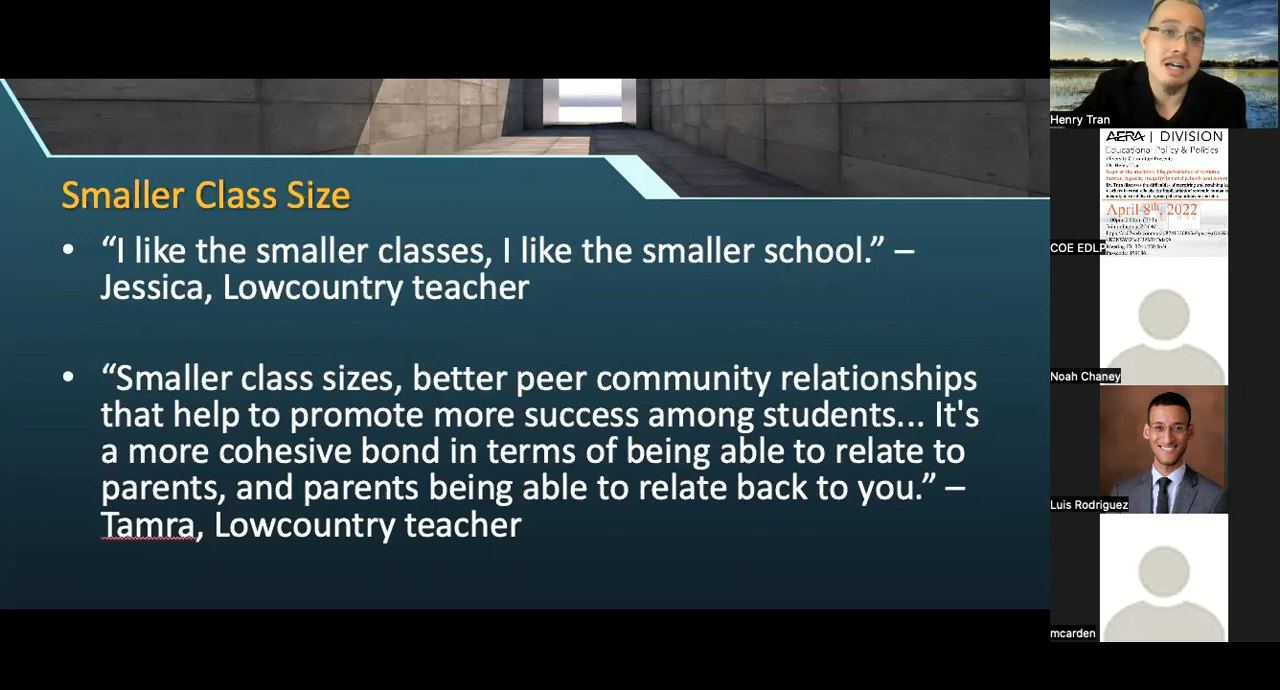 Smaller Class Size
• “I like the smaller classes, I like the smaller school.” –
Jessica, Lowcountry teacher
• “Smaller class sizes, better peer community relationships
that help to promote more success among students... It's
a more cohesive bond in terms of being able to relate to
parents, and parents being able to relate back to you.” –
Tamra, Lowcountry teacher
Henry Tran
AERA | DIVISION
Educational Policy & Politics
Dr. Henry Tran
April 8th, 2022
COE EDLP
Noah Chaney
Luis Rodriguez
mcarden